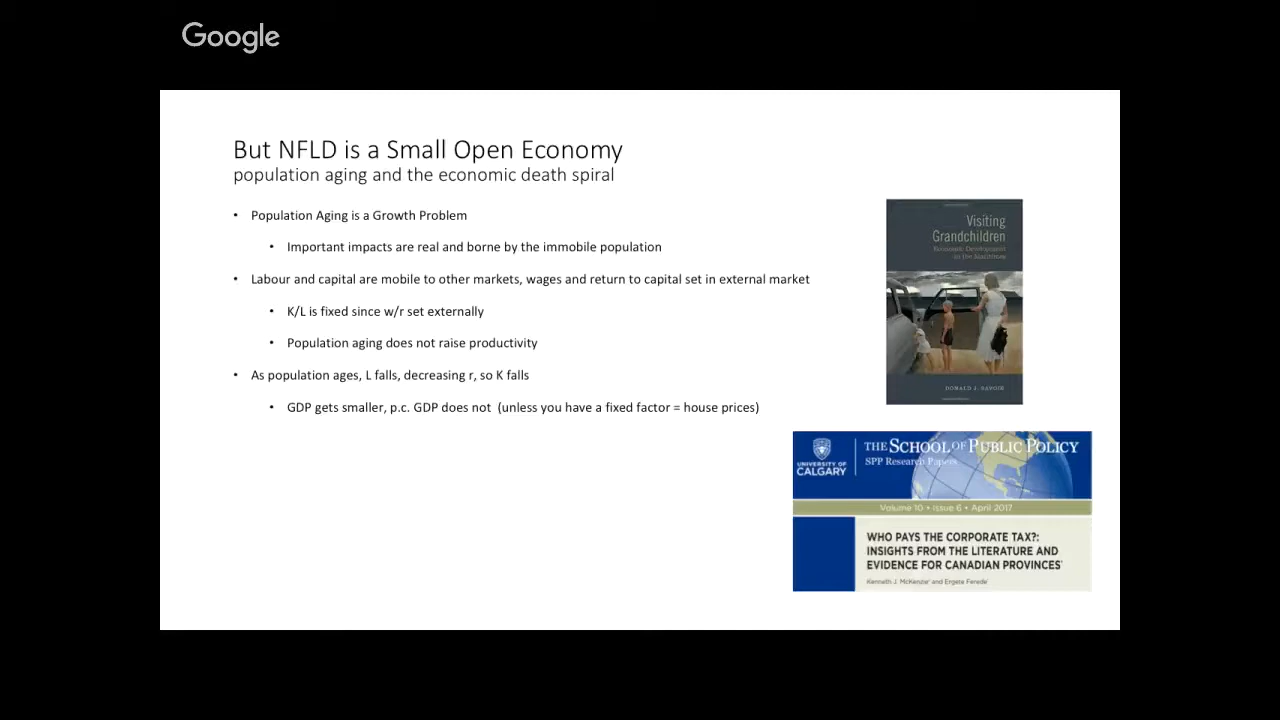 Google
But NFLD is a Small Open Economy
population aging and the economic death spiral
• Population Aging is a Growth Problem
• Important impacts are real and borne by the immobile population
• Labour and capital are mobile to other markets, wages and return to capital set in external market
• K/L is fixed since w/r set externally
• Population aging does not raise productivity
• As population ages, L falls, decreasing r, so K falls
• GDP gets smaller, p.c. GDP does not (unless you have a fixed factor = house prices)
Visiting
Grandchildren
Economic Development
in the Maritimes
DONALD J. SAVOIE
UNIVERSITY OF
CALGARY
THE SCHOOL OF PUBLIC POLICY
SPP Research Papers
Volume 10 • Issue 6 • April 2017
WHO PAYS THE CORPORATE TAX?:
INSIGHTS FROM THE LITERATURE AND
EVIDENCE FOR CANADIAN PROVINCES
Kenneth J. McKenzie and Ergete Ferede